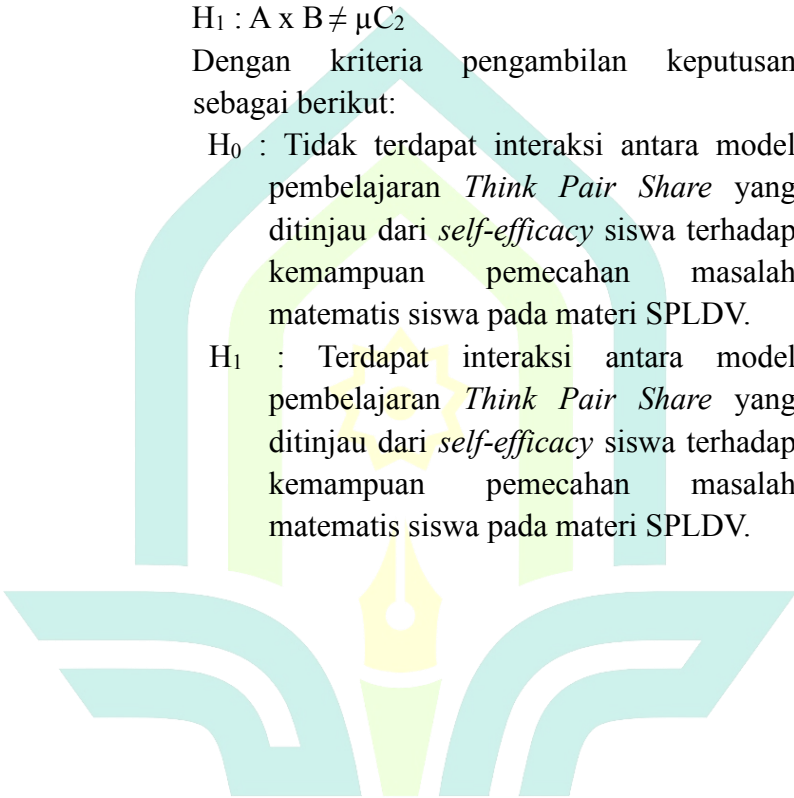 H₁ : A x B ≠ µC₂
Dengan kriteria pengambilan keputusan
sebagai berikut:
H₀ : Tidak terdapat interaksi antara model
pembelajaran Think Pair Share yang
ditinjau dari self-efficacy siswa terhadap
kemampuan pemecahan masalah
matematis siswa pada materi SPLDV.
H₁ : Terdapat interaksi antara model
pembelajaran Think Pair Share yang
ditinjau dari self-efficacy siswa terhadap
kemampuan pemecahan masalah
matematis siswa pada materi SPLDV.